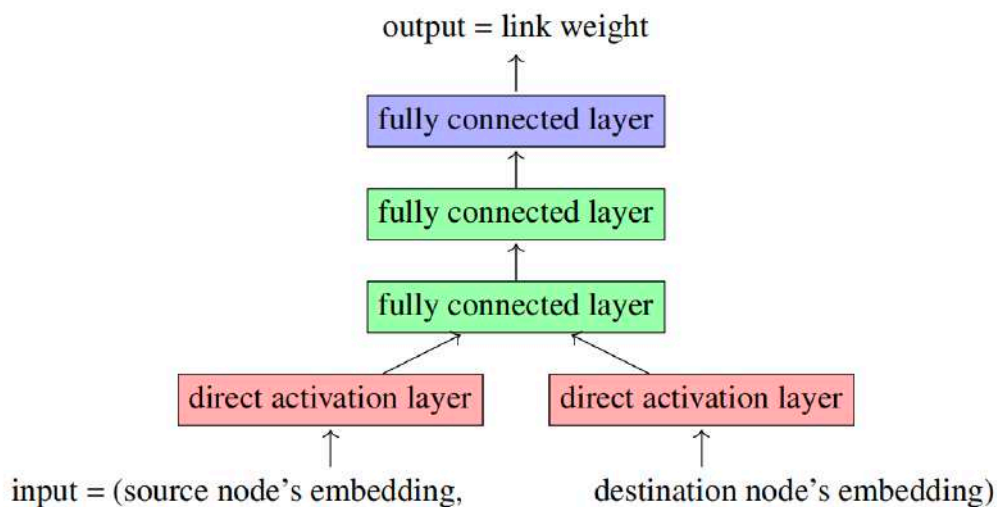 output = link weight
fully connected layer
fully connected layer
fully connected layer
direct activation layer
direct activation layer
input = (source node's embedding,
destination node's embedding)